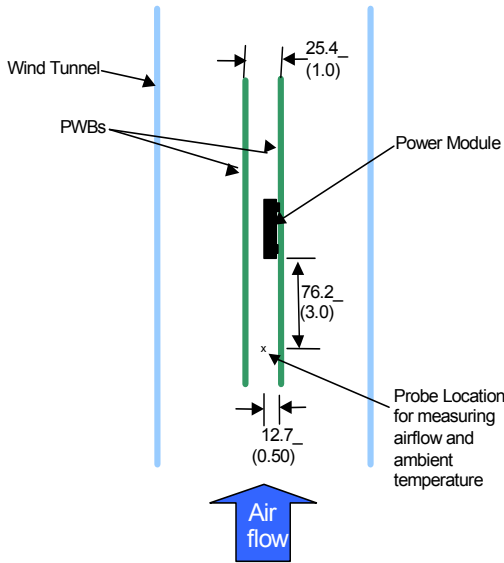 25.4_
(1.0)
Wind Tunnel
PWBs
Power Module
76.2_
(3.0)
x
Probe Location
for measuring
airflow and
ambient
temperature
12.7_
(0.50)
Air
flow